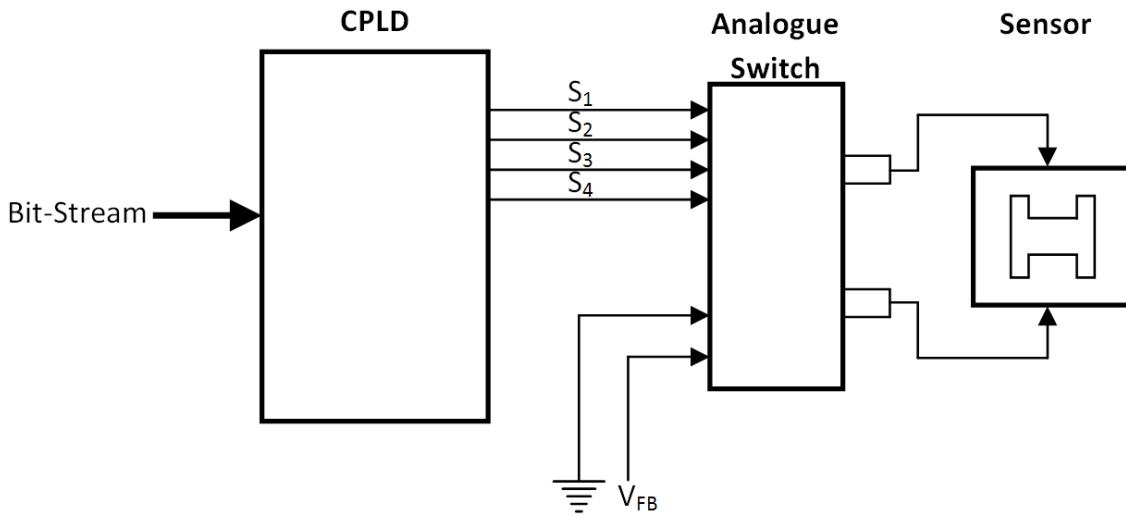 CPLD
Analogue
Switch
Sensor
S1
S2
S3
S4
Bit-Stream
VFB